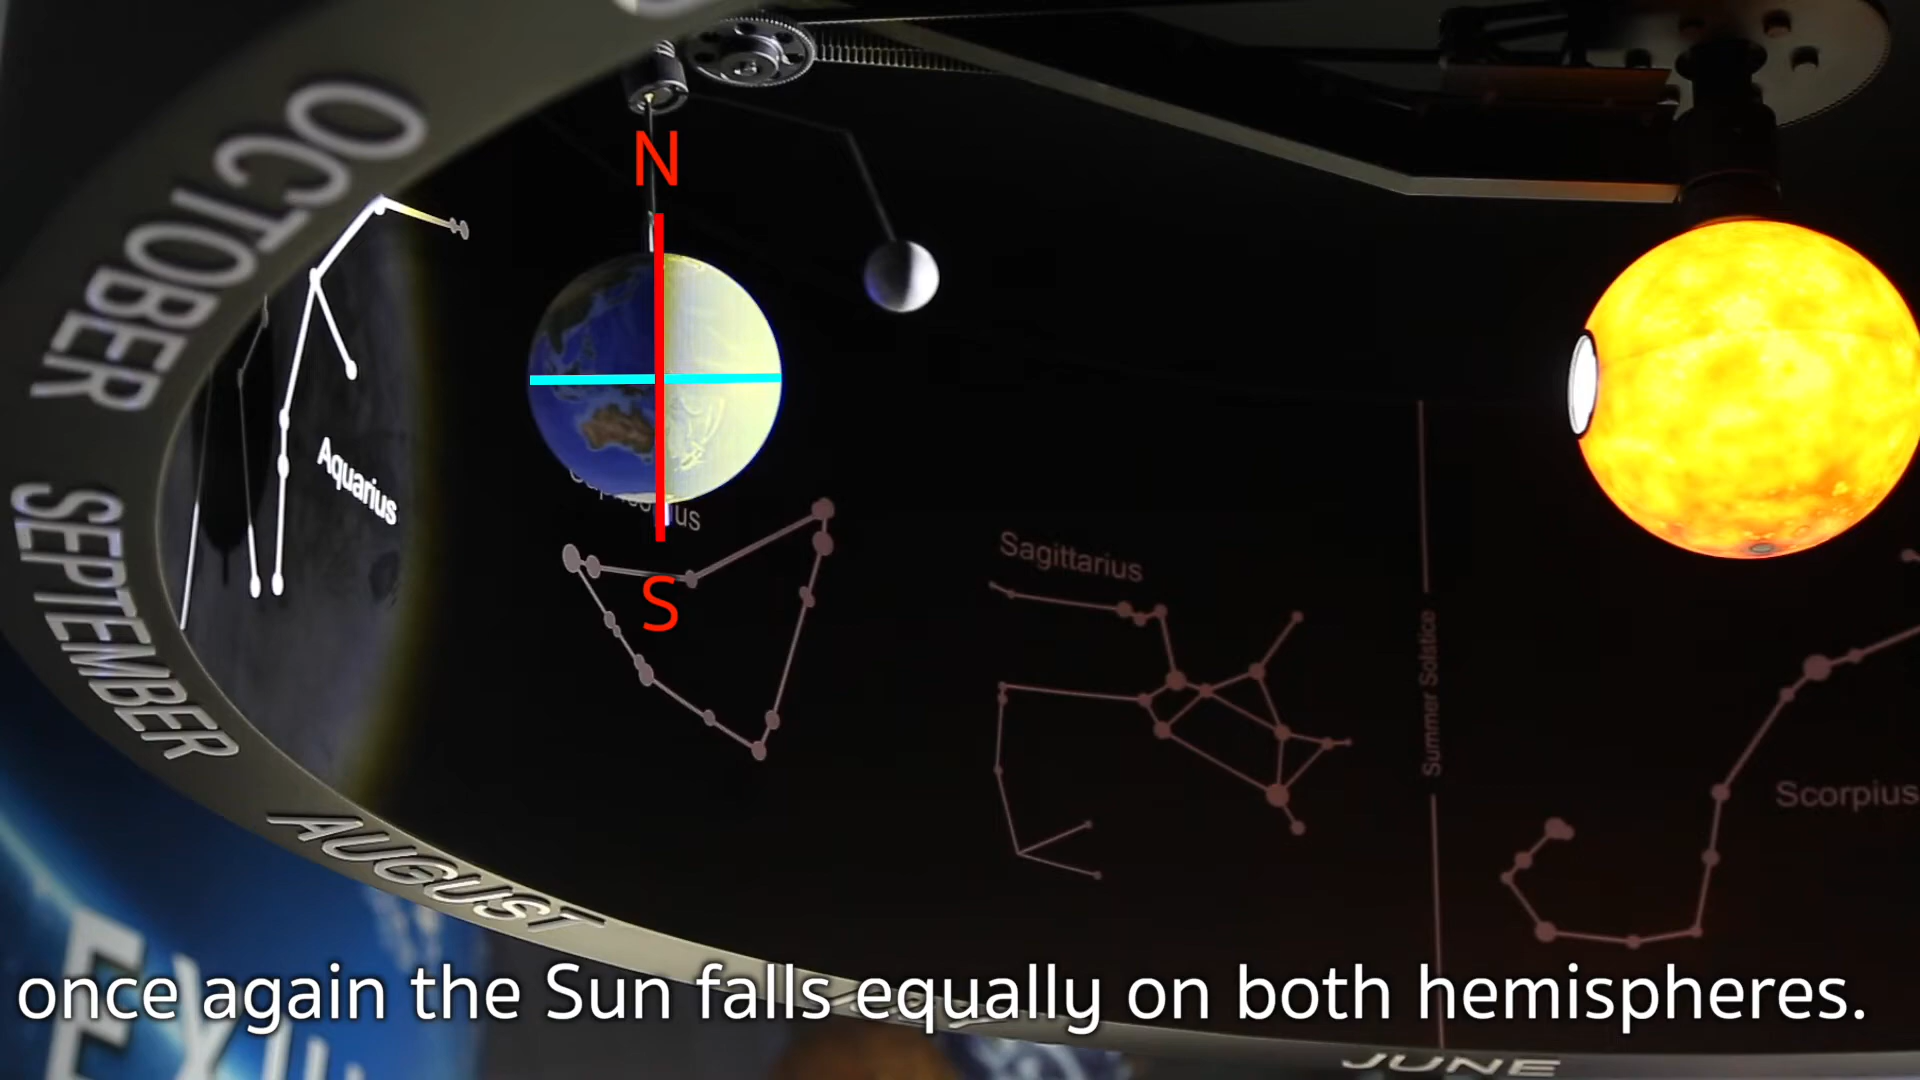 OCTOBER
N
Aquarius
SEPTEMBER
S
Sagittarius
Summer Solstice
Scorpius
AUGUST
once again the Sun falls equally on both hemispheres.
JUNE